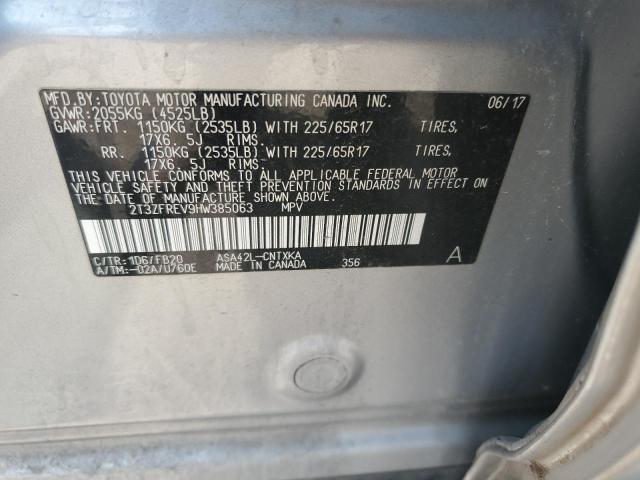 MFD.BY:TOYOTA MOTOR MANUFACTURING CANADA INC. 06/17
GVWR:2055KG (4525LB)
GAWR:FRT. 1150KG (2535LB) WITH 225/65R17 TIRES,
17X6. 5J RIMS.
RR. 1150KG (2535LB) WITH 225/65R17 TIRES,
17X6. 5J RIMS.
THIS VEHICLE CONFORMS TO ALL APPLICABLE FEDERAL MOTOR
VEHICLE SAFETY AND THEFT PREVENTION STANDARDS IN EFFECT
ON THE DATE OF MANUFACTURE SHOWN ABOVE.
2T3ZFREV9HW385063 MPV
C/TR:1D6/FB20 ASA42L-CNTXKA
A/TM:-02A/U760E MADE IN CANADA 356 A